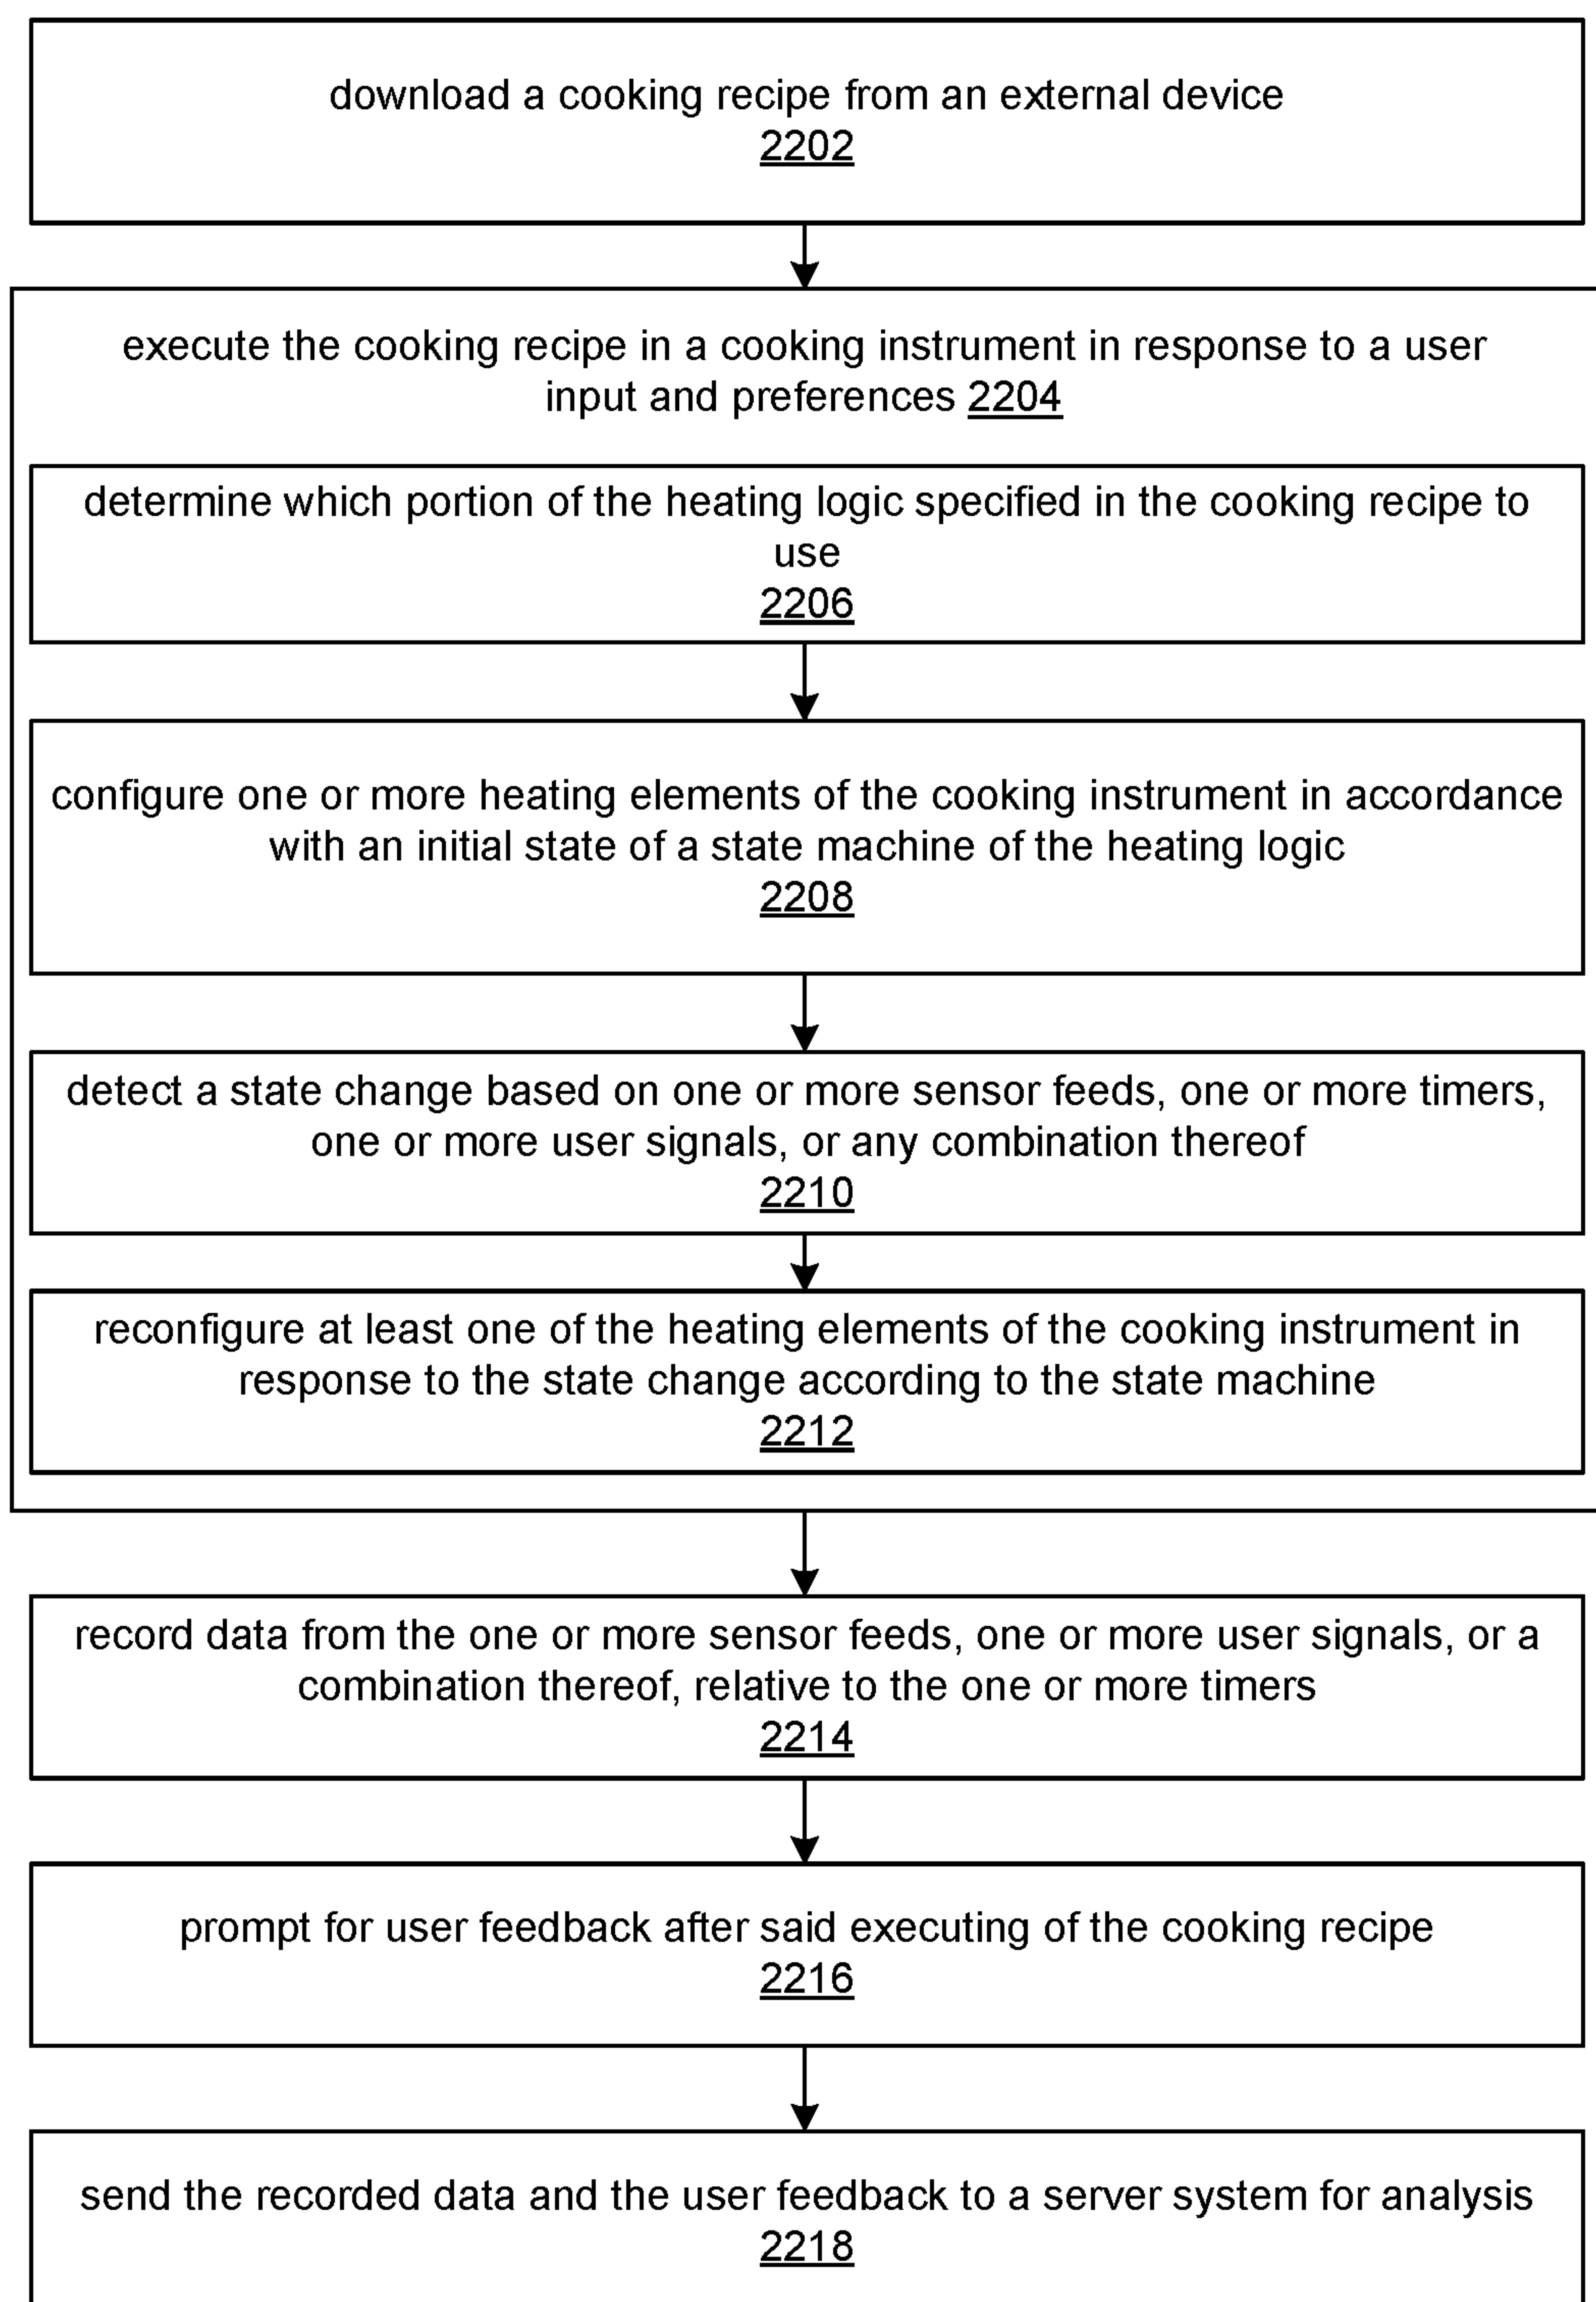 download a cooking recipe from an external device
2202
execute the cooking recipe in a cooking instrument in response to a user
input and preferences 2204
determine which portion of the heating logic specified in the cooking recipe to
use
2206
configure one or more heating elements of the cooking instrument in accordance
with an initial state of a state machine of the heating logic
2208
detect a state change based on one or more sensor feeds, one or more timers,
one or more user signals, or any combination thereof
2210
reconfigure at least one of the heating elements of the cooking instrument in
response to the state change according to the state machine
2212
record data from the one or more sensor feeds, one or more user signals, or a
combination thereof, relative to the one or more timers
2214
prompt for user feedback after said executing of the cooking recipe
2216
send the recorded data and the user feedback to a server system for analysis
2218